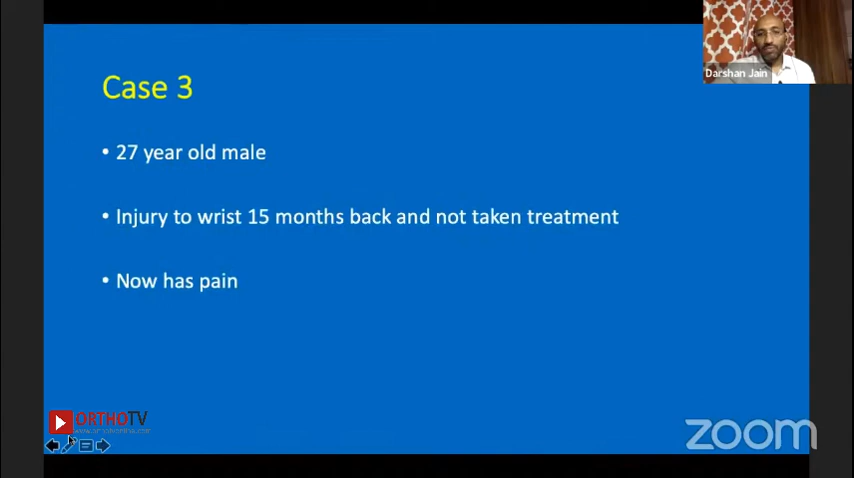 Darshan Jain
Case 3
• 27 year old male
• Injury to wrist 15 months back and not taken treatment
• Now has pain
ORTHOTV
zoom